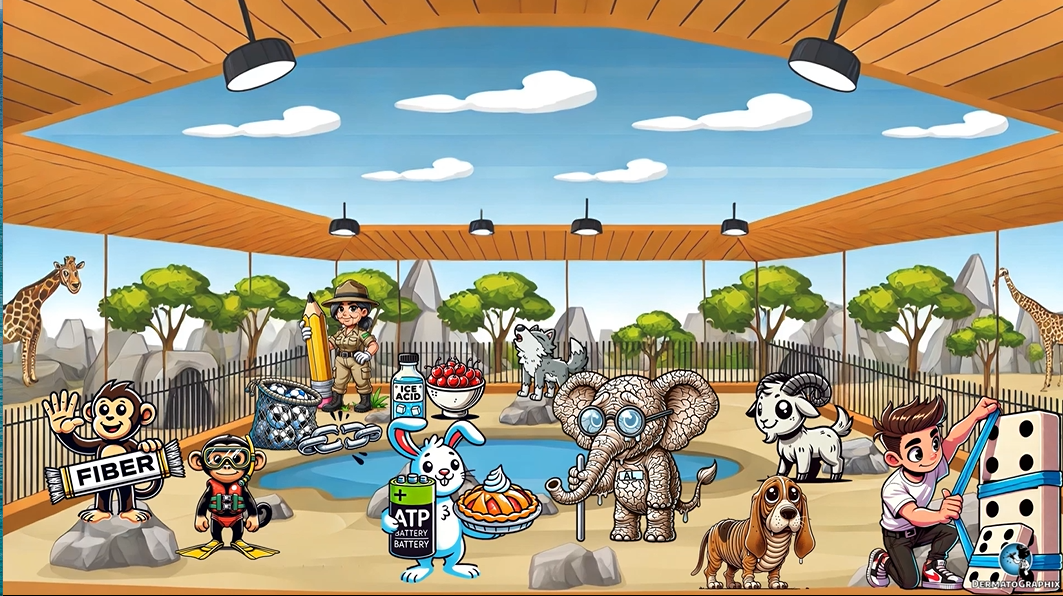 ICE
ACID
FIBER
AL
+
ATP
BATTERY
BATTERY
DERMATOGRAPHIX